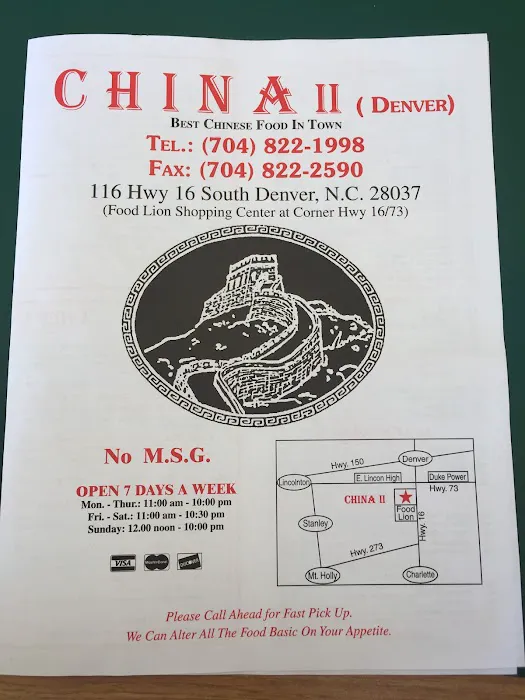 CHINA II (DENVER)
BEST CHINESE FOOD IN TOWN
TEL.: (704) 822-1998
FAX: (704) 822-2590
116 Hwy 16 South Denver, N.C. 28037
(Food Lion Shopping Center at Corner Hwy 16/73)
No M.S.G.
OPEN 7 DAYS A WEEK
Mon. - Thur.: 11:00 am - 10:00 pm
Fri. - Sat.: 11:00 am - 10:30 pm
Sunday: 12.00 noon - 10:00 pm
VISA MasterCard DISCOVER
Hwy. 150
Denver
Lincolnton
E. Lincon High
Duke Power
Hwy. 73
CHINA II
Food
Lion
Hwy. 16
Stanley
Hwy. 273
Mt. Holly
Charlette
Please Call Ahead for Fast Pick Up.
We Can Alter All The Food Basic On Your Appetite.